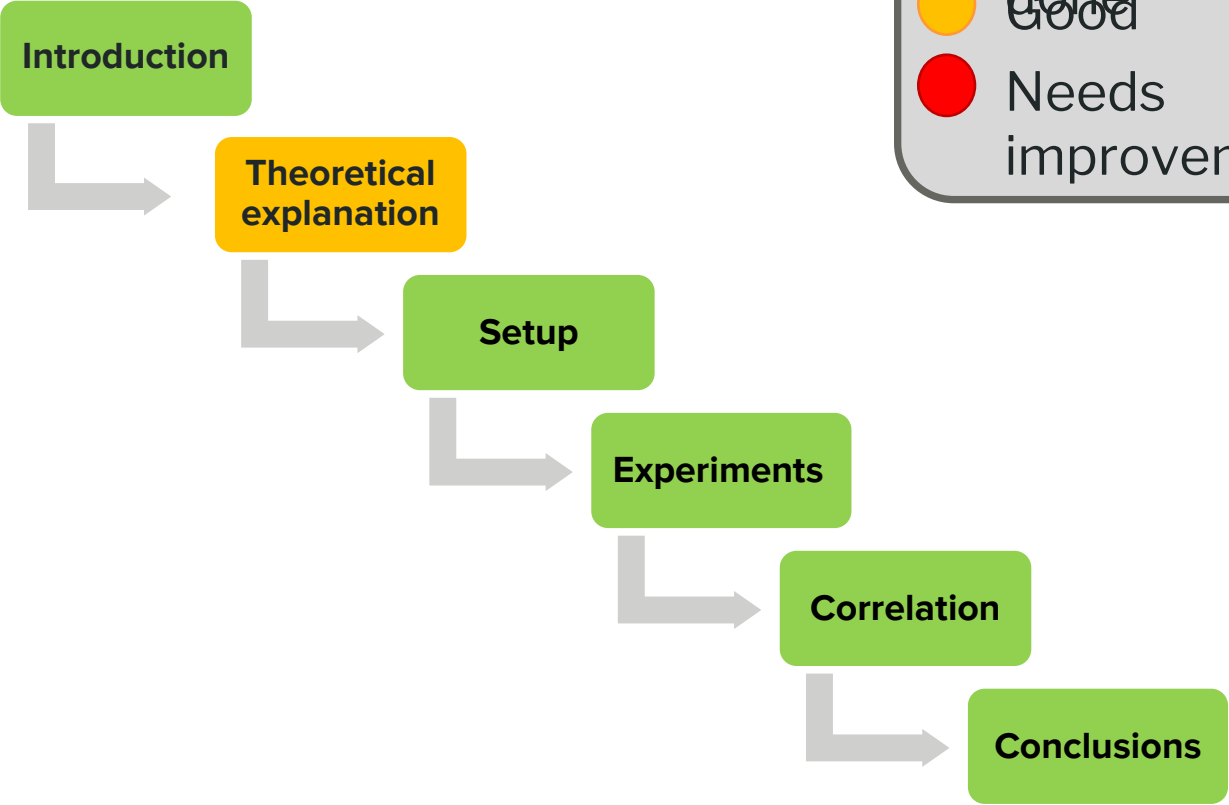 Introduction
Theoretical
explanation
Setup
Experiments
Correlation
Conclusions
Good
Needs